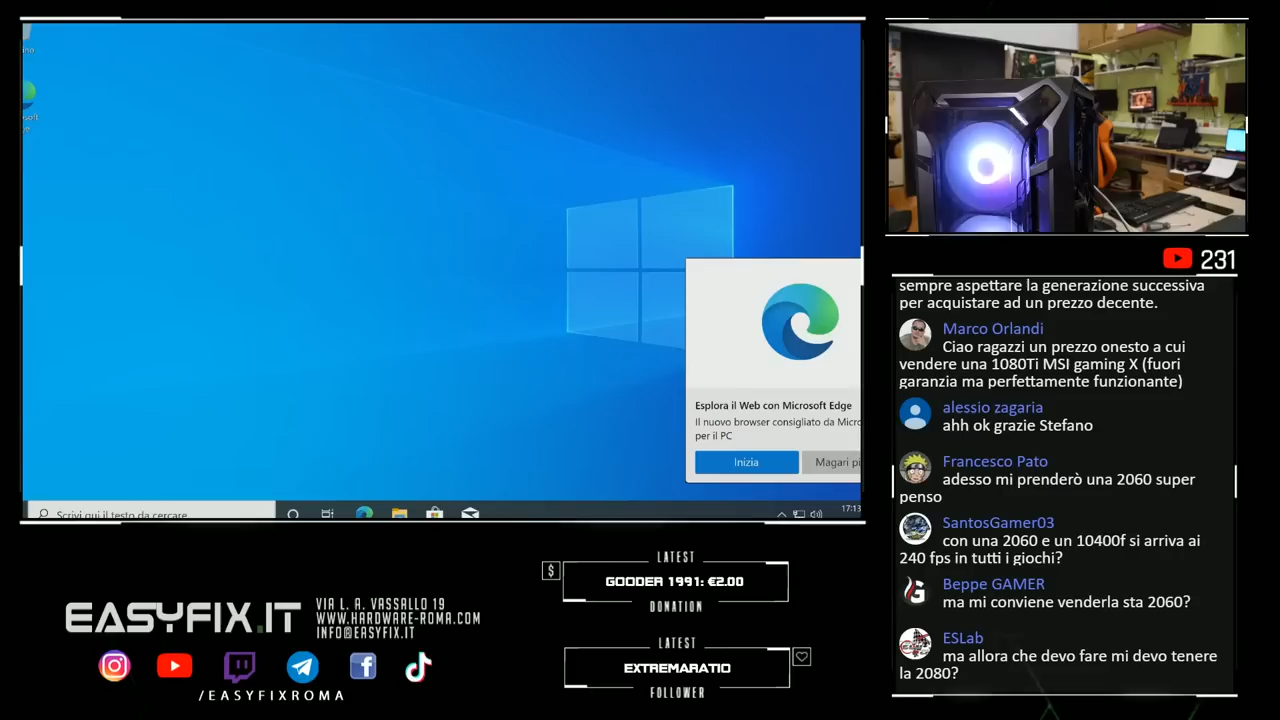 Esplora il Web con Microsoft Edge
Il nuovo browser consigliato da Micro
per il PC
Inizia
Magari pi
Scrivi qui il testo da cercare
17:13
231
sempre aspettare la generazione successiva
per acquistare ad un prezzo decente.
Marco Orlandi
Ciao ragazzi un prezzo onesto a cui
vendere una 1080Ti MSI gaming X (fuori
garanzia ma perfettamente funzionante)
alessio zagaria
ahh ok grazie Stefano
Francesco Pato
adesso mi prenderò una 2060 super
penso
SantosGamer03
con una 2060 e un 10400f si arriva ai
240 fps in tutti i giochi?
Beppe GAMER
ma mi conviene venderla sta 2060?
ESLab
ma allora che devo fare mi devo tenere
la 2080?
EASYFIX.IT
VIA L. A. VASSALLO 19
WWW.HARDWARE-ROMA.COM
INFO@EASYFIX.IT
/EASYFIXROMA
LATEST
$
GOODER 1991: €2.00
DONATION
LATEST
EXTREMARATIO
FOLLOWER